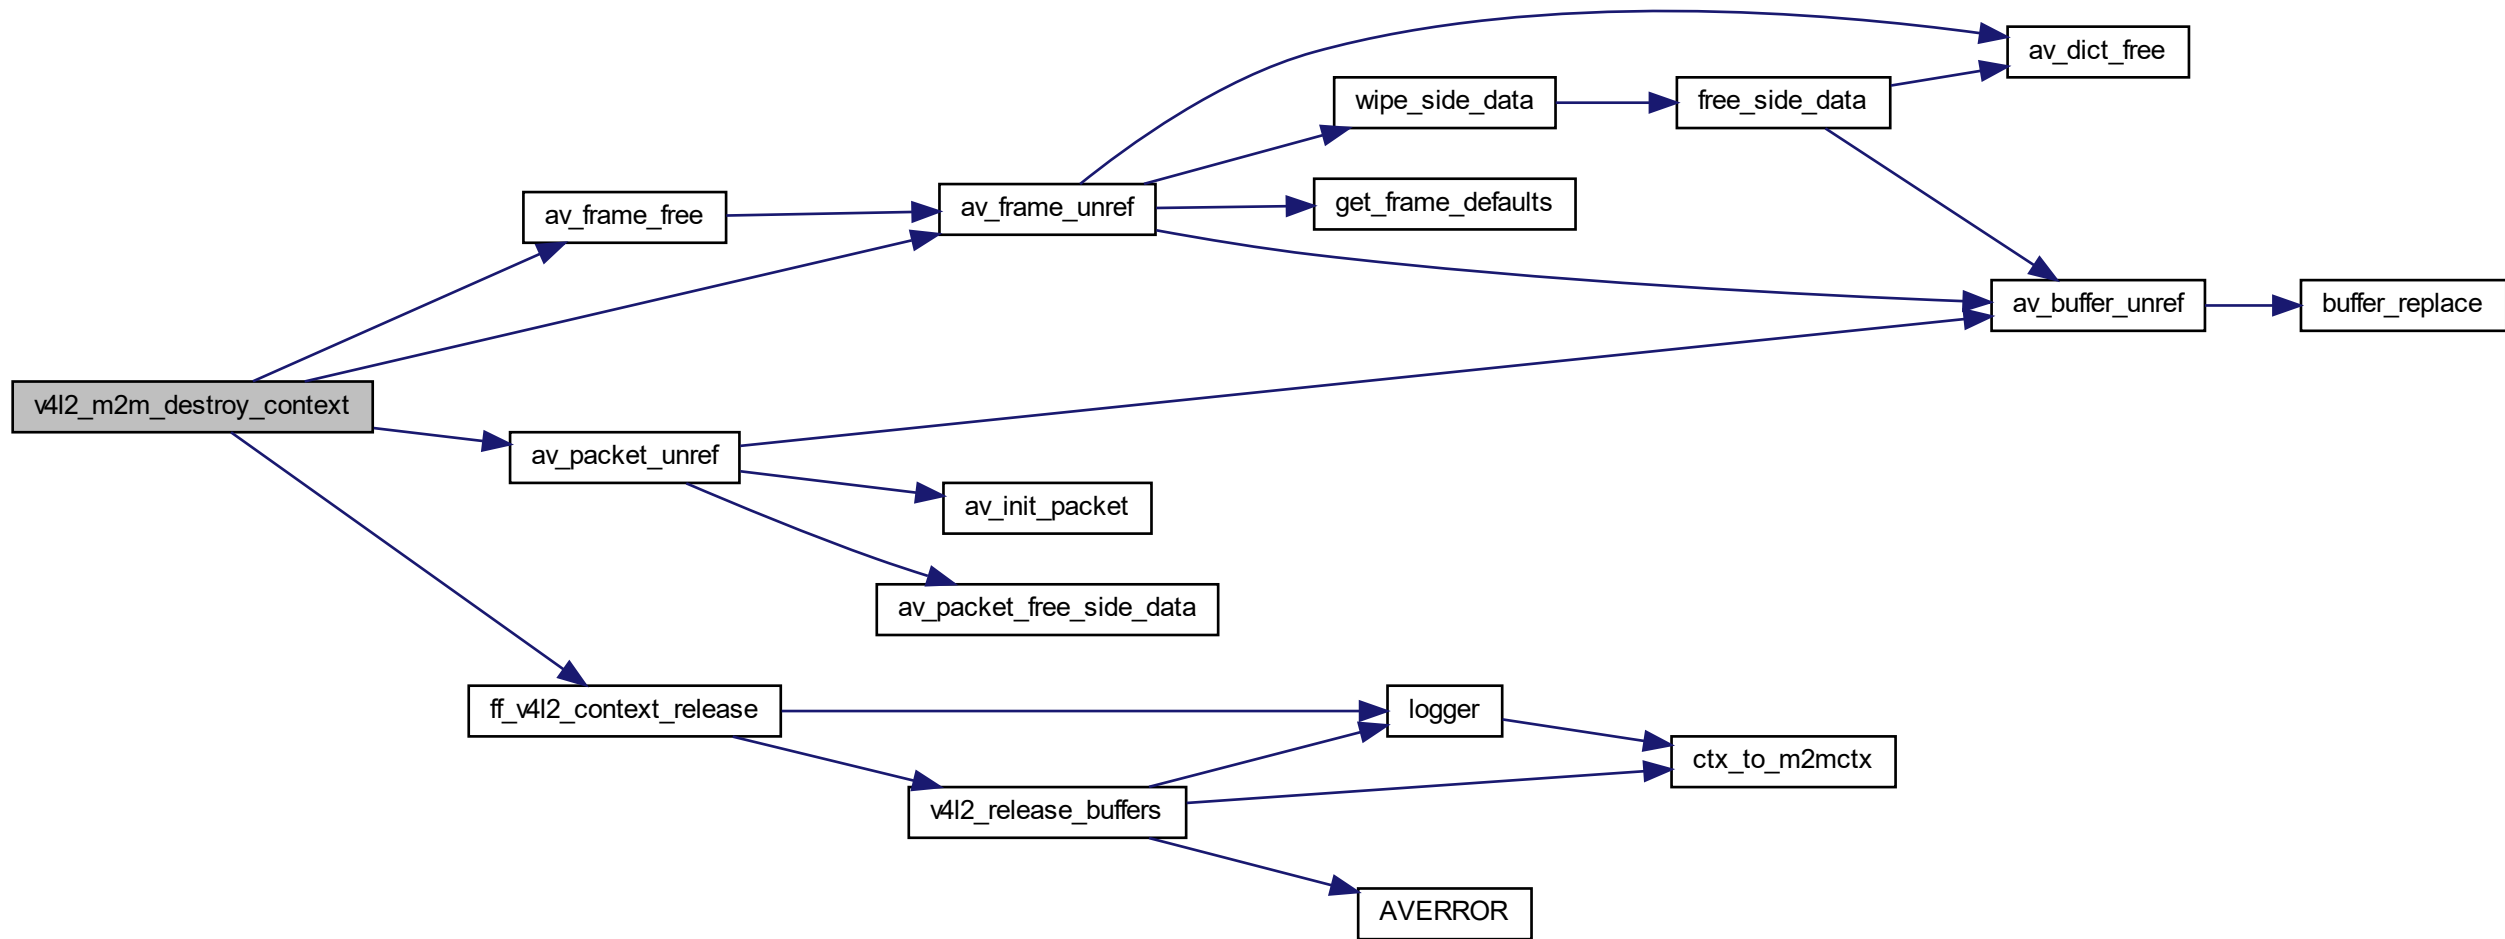 av_dict_free
wipe_side_data
free_side_data
av_frame_free
av_frame_unref
get_frame_defaults
av_buffer_unref
buffer_replace
v4l2_m2m_destroy_context
av_packet_unref
av_init_packet
av_packet_free_side_data
ff_v4l2_context_release
logger
ctx_to_m2mctx
v4l2_release_buffers
AVERROR